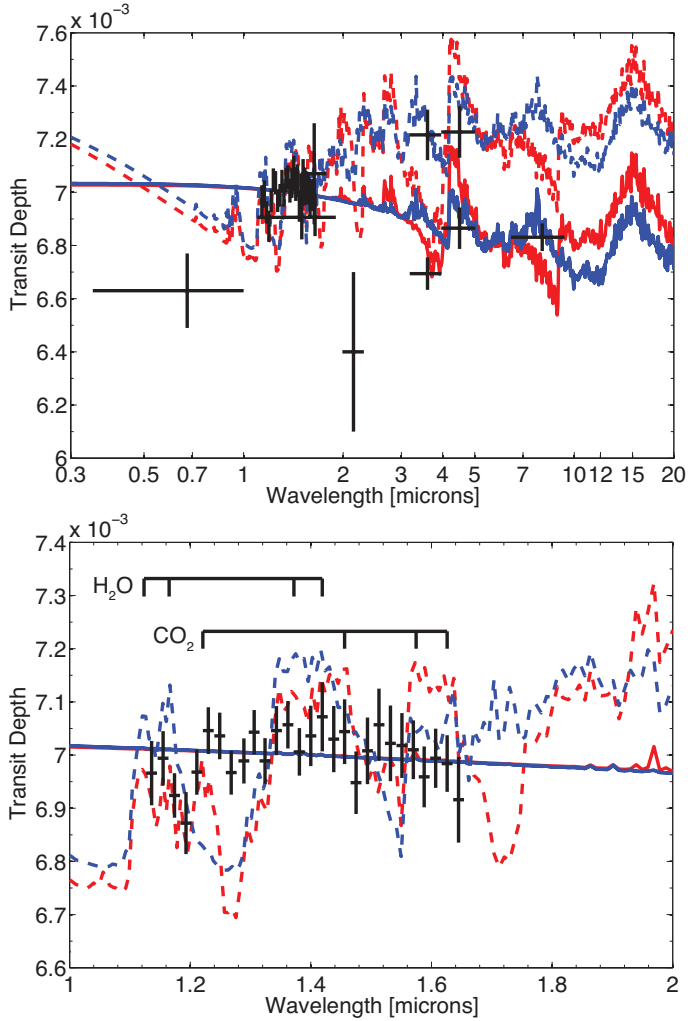 x 10⁻³
7.6
7.4
7.2
7
6.8
6.6
6.4
6.2
6
Transit Depth
0.3 0.5 0.7 1 2 3 4 5 7 10 12 15 20
Wavelength [microns]
x 10⁻³
7.4
7.3
7.2
7.1
7
6.9
6.8
6.7
6.6
H₂O
CO₂
Transit Depth
1 1.2 1.4 1.6 1.8 2
Wavelength [microns]